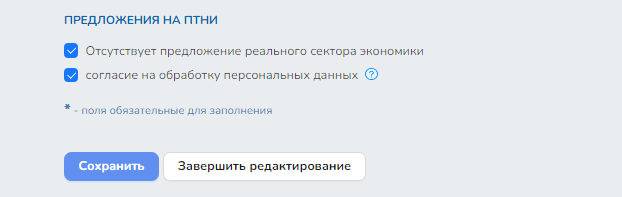 ПРЕДЛОЖЕНИЯ НА ПТНИ
Отсутствует предложение реального сектора экономики
согласие на обработку персональных данных ?
* - поля обязательные для заполнения
Сохранить Завершить редактирование